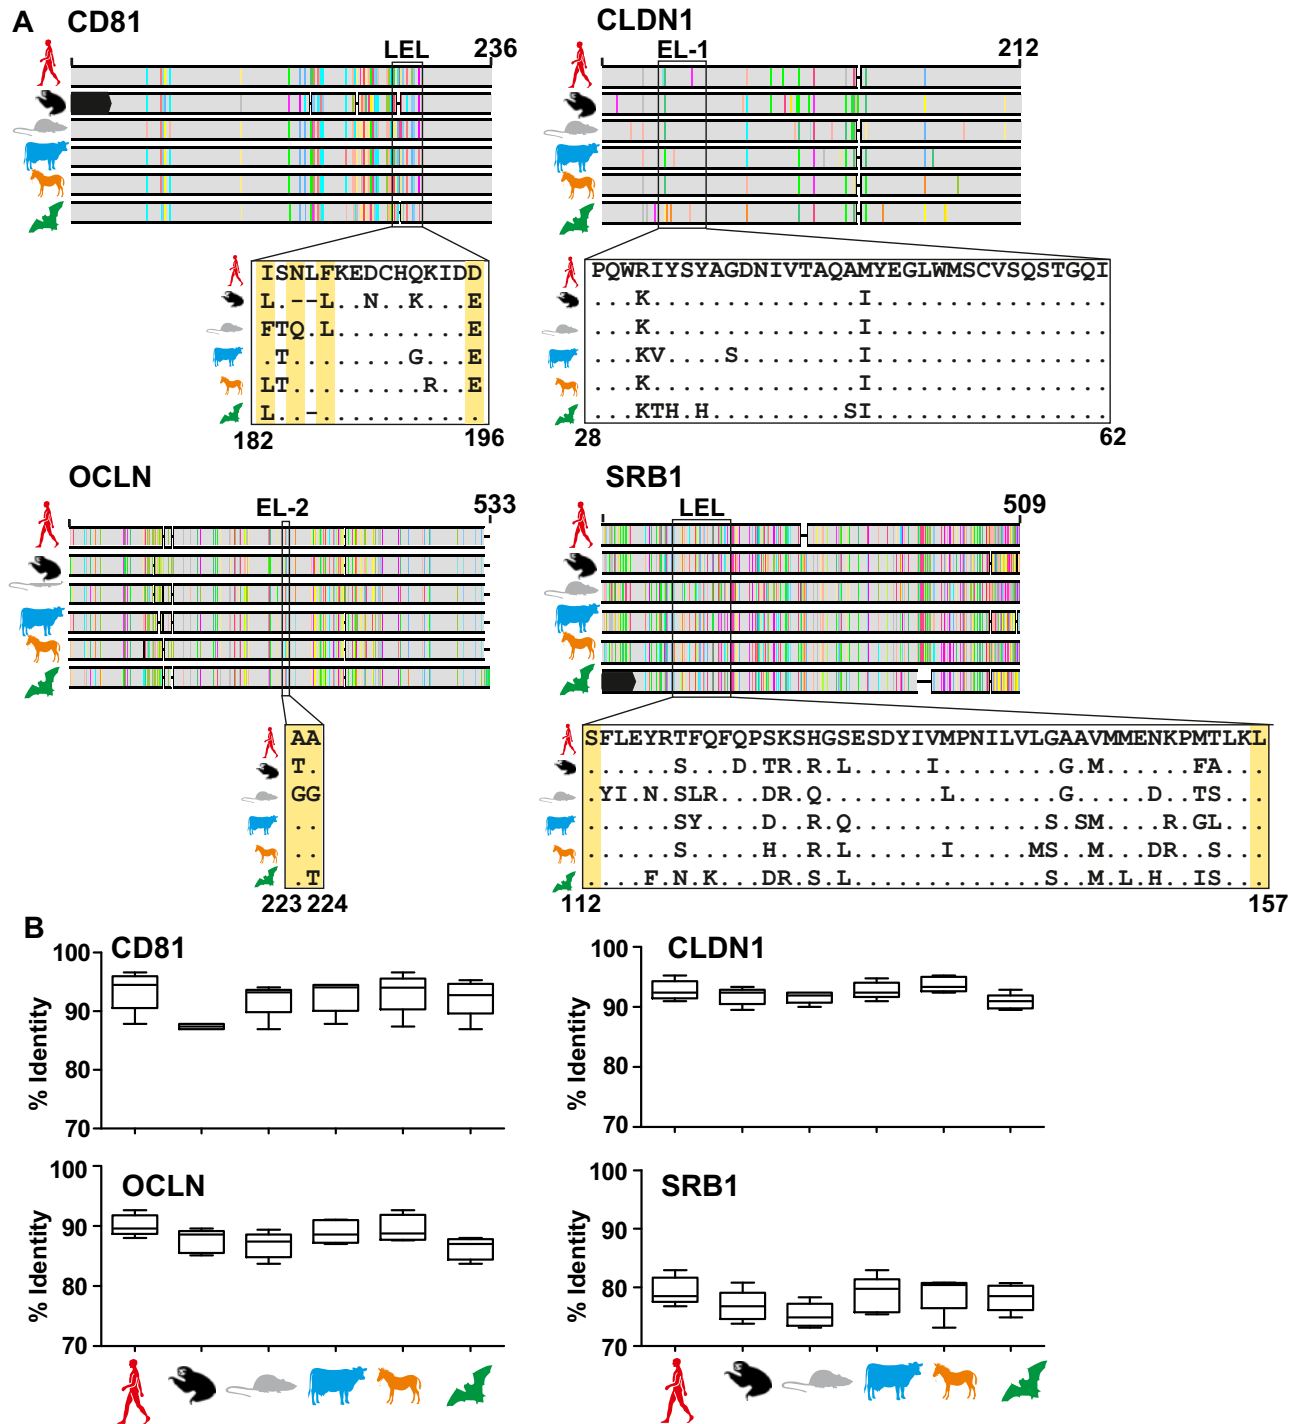 A
CD81
LEL
236
ISNLFKEDCHQKIDD
L.--L..N..K...E
FTQ.L.........E
.T........G...E
LT.........R..E
L..-...........
182
196
CLDN1
EL-1
212
PQWRIYSYAGDNIVTAQAMYEGLWMSCVSQSTGQI
...K..............I................
...K..............I................
...KV....S........I................
...K..............I................
...KTH.H.........SI................
28
62
OCLN
EL-2
533
AA
T.
GG
..
..
.T
223 224
SRB1
LEL
509
SFLEYRTFQFQPSKSHGSESDYIVMPNILVLGAAVMMENKPMTLKL
......S...D.TR.R.L.....I........G.M......FA...
.YI.N.SLR...DR.Q........L.......G.....D..TS...
......SY....D..R.Q.............S.SM....R.GL...
......S.....H..R.L......I.....MS..M...DR..S...
....F.N.K...DR.S.L.............S..M.L.H..IS...
112
157
B
CD81
% Identity
100
90
80
70
CLDN1
% Identity
100
90
80
70
OCLN
% Identity
100
90
80
70
SRB1
% Identity
100
90
80
70